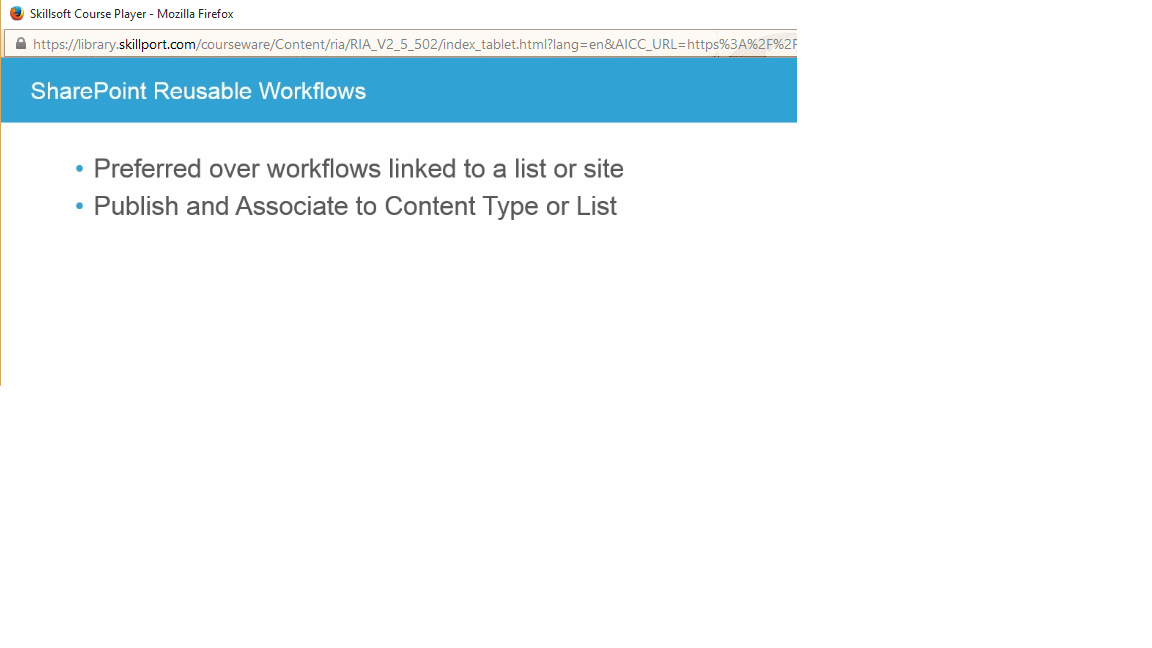 Skillsoft Course Player - Mozilla Firefox
https://library.skillport.com/courseware/Content/ria/RIA_V2_5_502/index_tablet.html?lang=en&AICC_URL=https%3A%2F%2F
SharePoint Reusable Workflows
• Preferred over workflows linked to a list or site
• Publish and Associate to Content Type or List